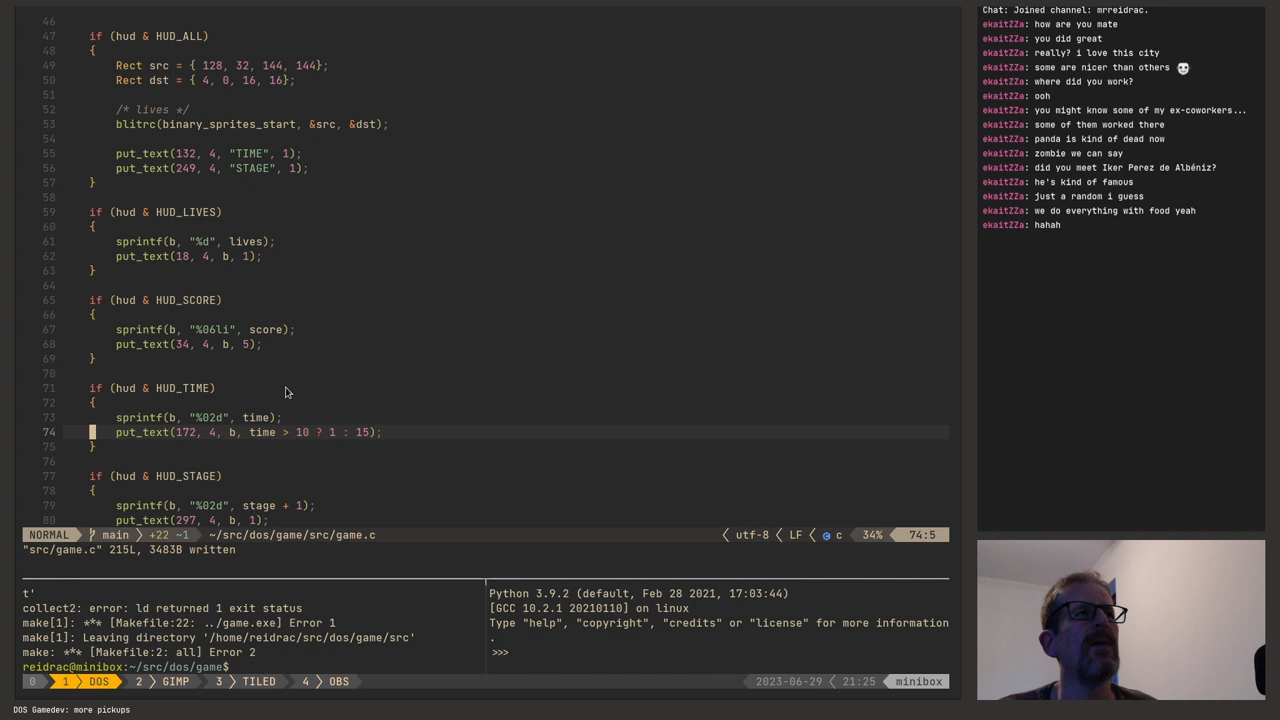 46
47 if (hud & HUD_ALL)
48 {
49 Rect src = { 128, 32, 144, 144};
50 Rect dst = { 4, 0, 16, 16};
51
52 /* lives */
53 blitrc(binary_sprites_start, &src, &dst);
54
55 put_text(132, 4, "TIME", 1);
56 put_text(249, 4, "STAGE", 1);
57 }
58
59 if (hud & HUD_LIVES)
60 {
61 sprintf(b, "%d", lives);
62 put_text(18, 4, b, 1);
63 }
64
65 if (hud & HUD_SCORE)
66 {
67 sprintf(b, "%06li", score);
68 put_text(34, 4, b, 5);
69 }
70
71 if (hud & HUD_TIME)
72 {
73 sprintf(b, "%02d", time);
74 put_text(172, 4, b, time > 10 ? 1 : 15);
75 }
76
77 if (hud & HUD_STAGE)
78 {
79 sprintf(b, "%02d", stage + 1);
80 put_text(297, 4, b, 1);
NORMAL main +22 ~1 ~/src/dos/game/src/game.c utf-8 LF c 34% 74:5
"src/game.c" 215L, 3483B written
t'
collect2: error: ld returned 1 exit status
make[1]: *** [Makefile:22: ../game.exe] Error 1
make[1]: Leaving directory '/home/reidrac/src/dos/game/src'
make: *** [Makefile:2: all] Error 2
reidrac@minibox:~/src/dos/game$
Python 3.9.2 (default, Feb 28 2021, 17:03:44)
[GCC 10.2.1 20210110] on linux
Type "help", "copyright", "credits" or "license" for more information
.
>>>
0 1 DOS 2 GIMP 3 TILED 4 OBS 2023-06-29 21:25 minibox
DOS Gamedev: more pickups
Chat: Joined channel: mrreidrac.
ekaitZZa: how are you mate
ekaitZZa: you did great
ekaitZZa: really? i love this city
ekaitZZa: some are nicer than others
ekaitZZa: where did you work?
ekaitZZa: ooh
ekaitZZa: you might know some of my ex-coworkers...
ekaitZZa: some of them worked there
ekaitZZa: panda is kind of dead now
ekaitZZa: zombie we can say
ekaitZZa: did you meet Iker Perez de Albéniz?
ekaitZZa: he's kind of famous
ekaitZZa: just a random i guess
ekaitZZa: we do everything with food yeah
ekaitZZa: hahah